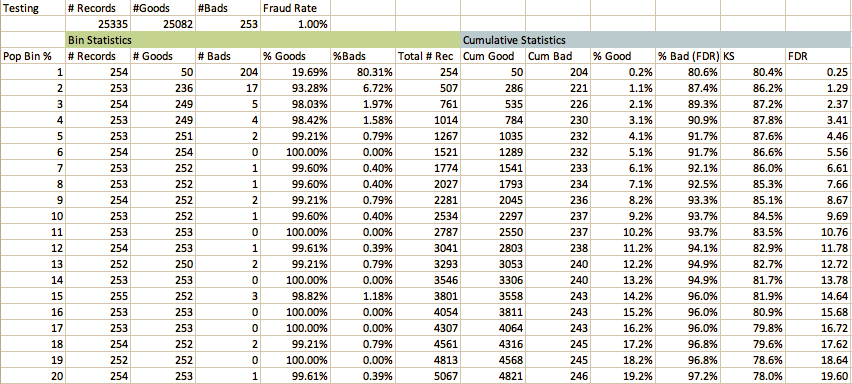 Testing # Records #Goods #Bads Fraud Rate
25335 25082 253 1.00%
Bin Statistics Cumulative Statistics
Pop Bin % # Records # Goods # Bads % Goods %Bads Total # Rec Cum Good Cum Bad % Good % Bad (FDR) KS FDR
1 254 50 204 19.69% 80.31% 254 50 204 0.2% 80.6% 80.4% 0.25
2 253 236 17 93.28% 6.72% 507 286 221 1.1% 87.4% 86.2% 1.29
3 254 249 5 98.03% 1.97% 761 535 226 2.1% 89.3% 87.2% 2.37
4 253 249 4 98.42% 1.58% 1014 784 230 3.1% 90.9% 87.8% 3.41
5 253 251 2 99.21% 0.79% 1267 1035 232 4.1% 91.7% 87.6% 4.46
6 254 254 0 100.00% 0.00% 1521 1289 232 5.1% 91.7% 86.6% 5.56
7 253 252 1 99.60% 0.40% 1774 1541 233 6.1% 92.1% 86.0% 6.61
8 253 252 1 99.60% 0.40% 2027 1793 234 7.1% 92.5% 85.3% 7.66
9 254 252 2 99.21% 0.79% 2281 2045 236 8.2% 93.3% 85.1% 8.67
10 253 252 1 99.60% 0.40% 2534 2297 237 9.2% 93.7% 84.5% 9.69
11 253 253 0 100.00% 0.00% 2787 2550 237 10.2% 93.7% 83.5% 10.76
12 254 253 1 99.61% 0.39% 3041 2803 238 11.2% 94.1% 82.9% 11.78
13 252 250 2 99.21% 0.79% 3293 3053 240 12.2% 94.9% 82.7% 12.72
14 253 253 0 100.00% 0.00% 3546 3306 240 13.2% 94.9% 81.7% 13.78
15 255 252 3 98.82% 1.18% 3801 3558 243 14.2% 96.0% 81.9% 14.64
16 253 253 0 100.00% 0.00% 4054 3811 243 15.2% 96.0% 80.9% 15.68
17 253 253 0 100.00% 0.00% 4307 4064 243 16.2% 96.0% 79.8% 16.72
18 254 252 2 99.21% 0.79% 4561 4316 245 17.2% 96.8% 79.6% 17.62
19 252 252 0 100.00% 0.00% 4813 4568 245 18.2% 96.8% 78.6% 18.64
20 254 253 1 99.61% 0.39% 5067 4821 246 19.2% 97.2% 78.0% 19.60